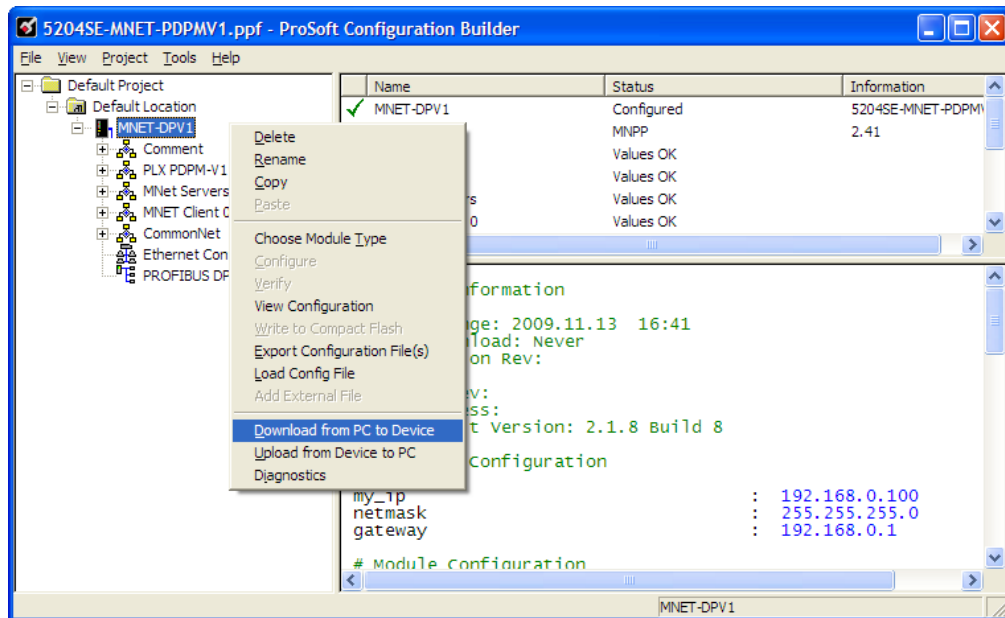 5204SE-MNET-PDPMV1.ppf - ProSoft Configuration Builder
File View Project Tools Help
Default Project
Default Location
MNET-DPV1
Comment
PLX PDPM-V1
MNet Servers
MNET Client 0
CommonNet
Ethernet Con
PROFIBUS DP
Name Status Information
MNET-DPV1 Configured 5204SE-MNET-PDPMV
MNPP 2.41
Values OK
Values OK
rs Values OK
0 Values OK
Delete
Rename
Copy
Paste
Choose Module Type
Configure
Verify
View Configuration
Write to Compact Flash
Export Configuration File(s)
Load Config File
Add External File
Download from PC to Device
Upload from Device to PC
Diagnostics
formation
ge: 2009.11.13 16:41
load: Never
on Rev:
v:
ss:
t Version: 2.1.8 Build 8
Configuration
my_ip : 192.168.0.100
netmask : 255.255.255.0
gateway : 192.168.0.1
# Module Configuration
MNET-DPV1